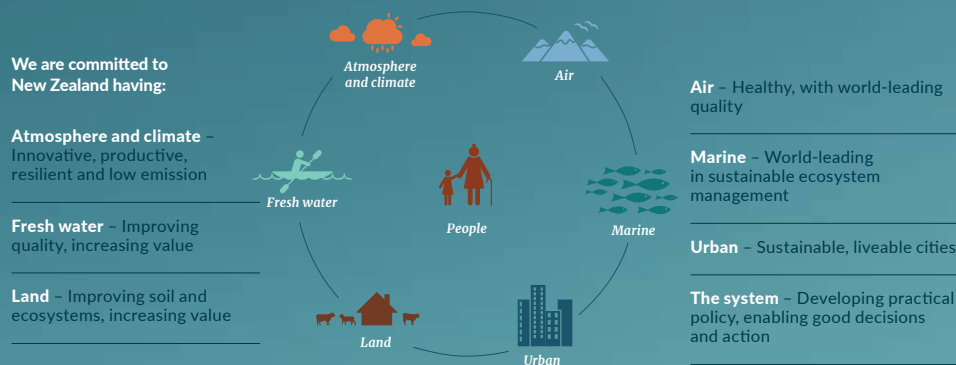 We are committed to
New Zealand having:
Atmosphere and climate –
Innovative, productive,
resilient and low emission
Fresh water – Improving
quality, increasing value
Land – Improving soil and
ecosystems, increasing value
Atmosphere
and climate
Air
Fresh water
People
Marine
Land
Urban
Air – Healthy, with world-leading
quality
Marine – World-leading
in sustainable ecosystem
management
Urban – Sustainable, liveable cities
The system – Developing practical
policy, enabling good decisions
and action